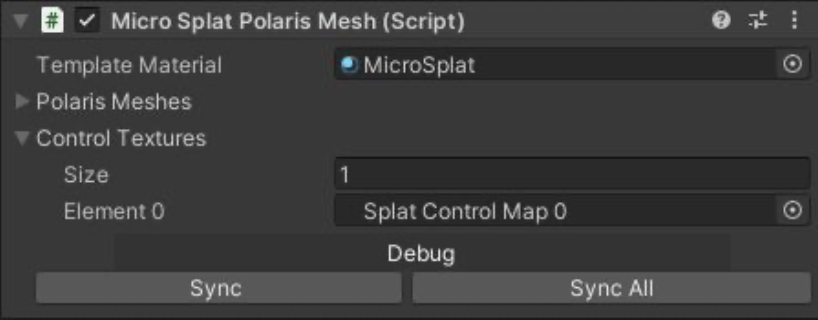 Micro Splat Polaris Mesh (Script)
Template Material MicroSplat
Polaris Meshes
Control Textures
Size 1
Element 0 Splat Control Map 0
Debug
Sync Sync All